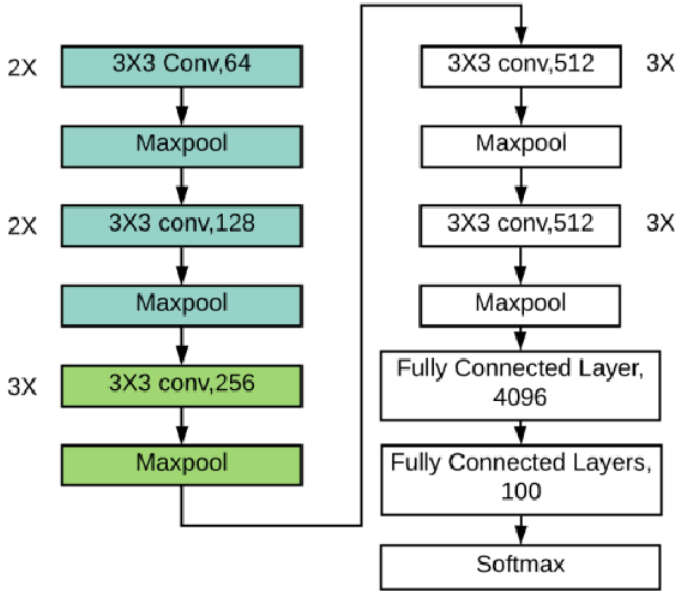 2X
3X3 Conv,64
Maxpool
2X
3X3 conv,128
Maxpool
3X
3X3 conv,256
Maxpool
3X3 conv,512
3X
Maxpool
3X3 conv,512
3X
Maxpool
Fully Connected Layer,
4096
Fully Connected Layers,
100
Softmax